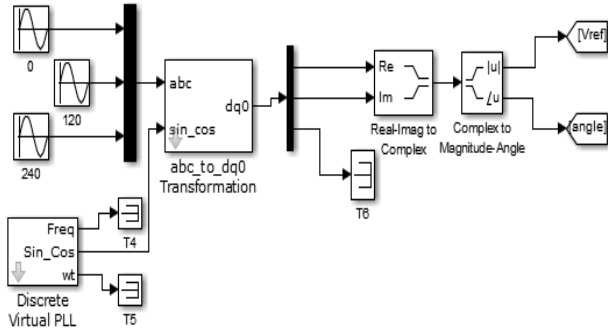 0
120
240
abc
sin_cos
dq0
abc_to_dq0
Transformation
Re
Im
Real-Imag to
Complex
|u|
∠u
Complex to
Magnitude-Angle
[Vref]
[angle]
T6
Freq
Sin_Cos
wt
T4
T5
Discrete
Virtual PLL